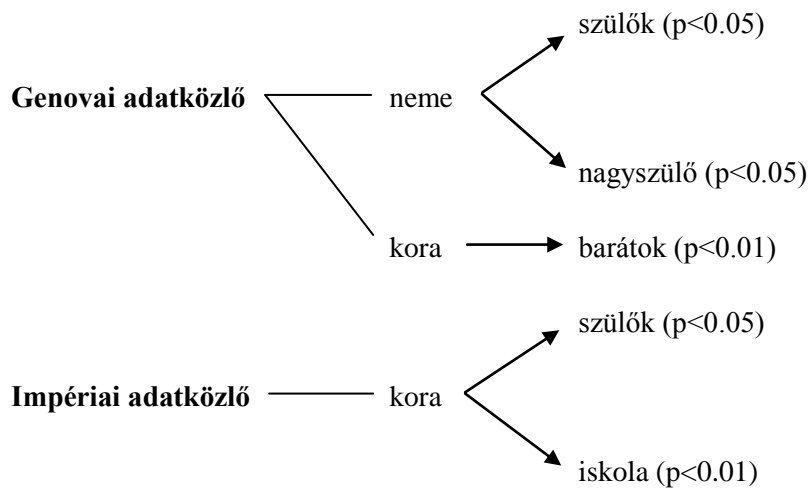 szülők (p<0.05)
Genovai adatközlő neme
nagyszülő (p<0.05)
kora barátok (p<0.01)
szülők (p<0.05)
Impériai adatközlő kora
iskola (p<0.01)